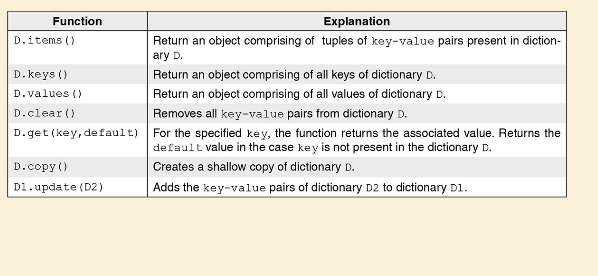 Function Explanation
D.items() Return an object comprising of tuples of key-value pairs present in diction-
ary D.
D.keys() Return an object comprising of all keys of dictionary D.
D.values() Return an object comprising of all values of dictionary D.
D.clear() Removes all key-value pairs from dictionary D.
D.get(key,default) For the specified key, the function returns the associated value. Returns the
default value in the case key is not present in the dictionary D.
D.copy() Creates a shallow copy of dictionary D.
D1.update(D2) Adds the key-value pairs of dictionary D2 to dictionary D1.